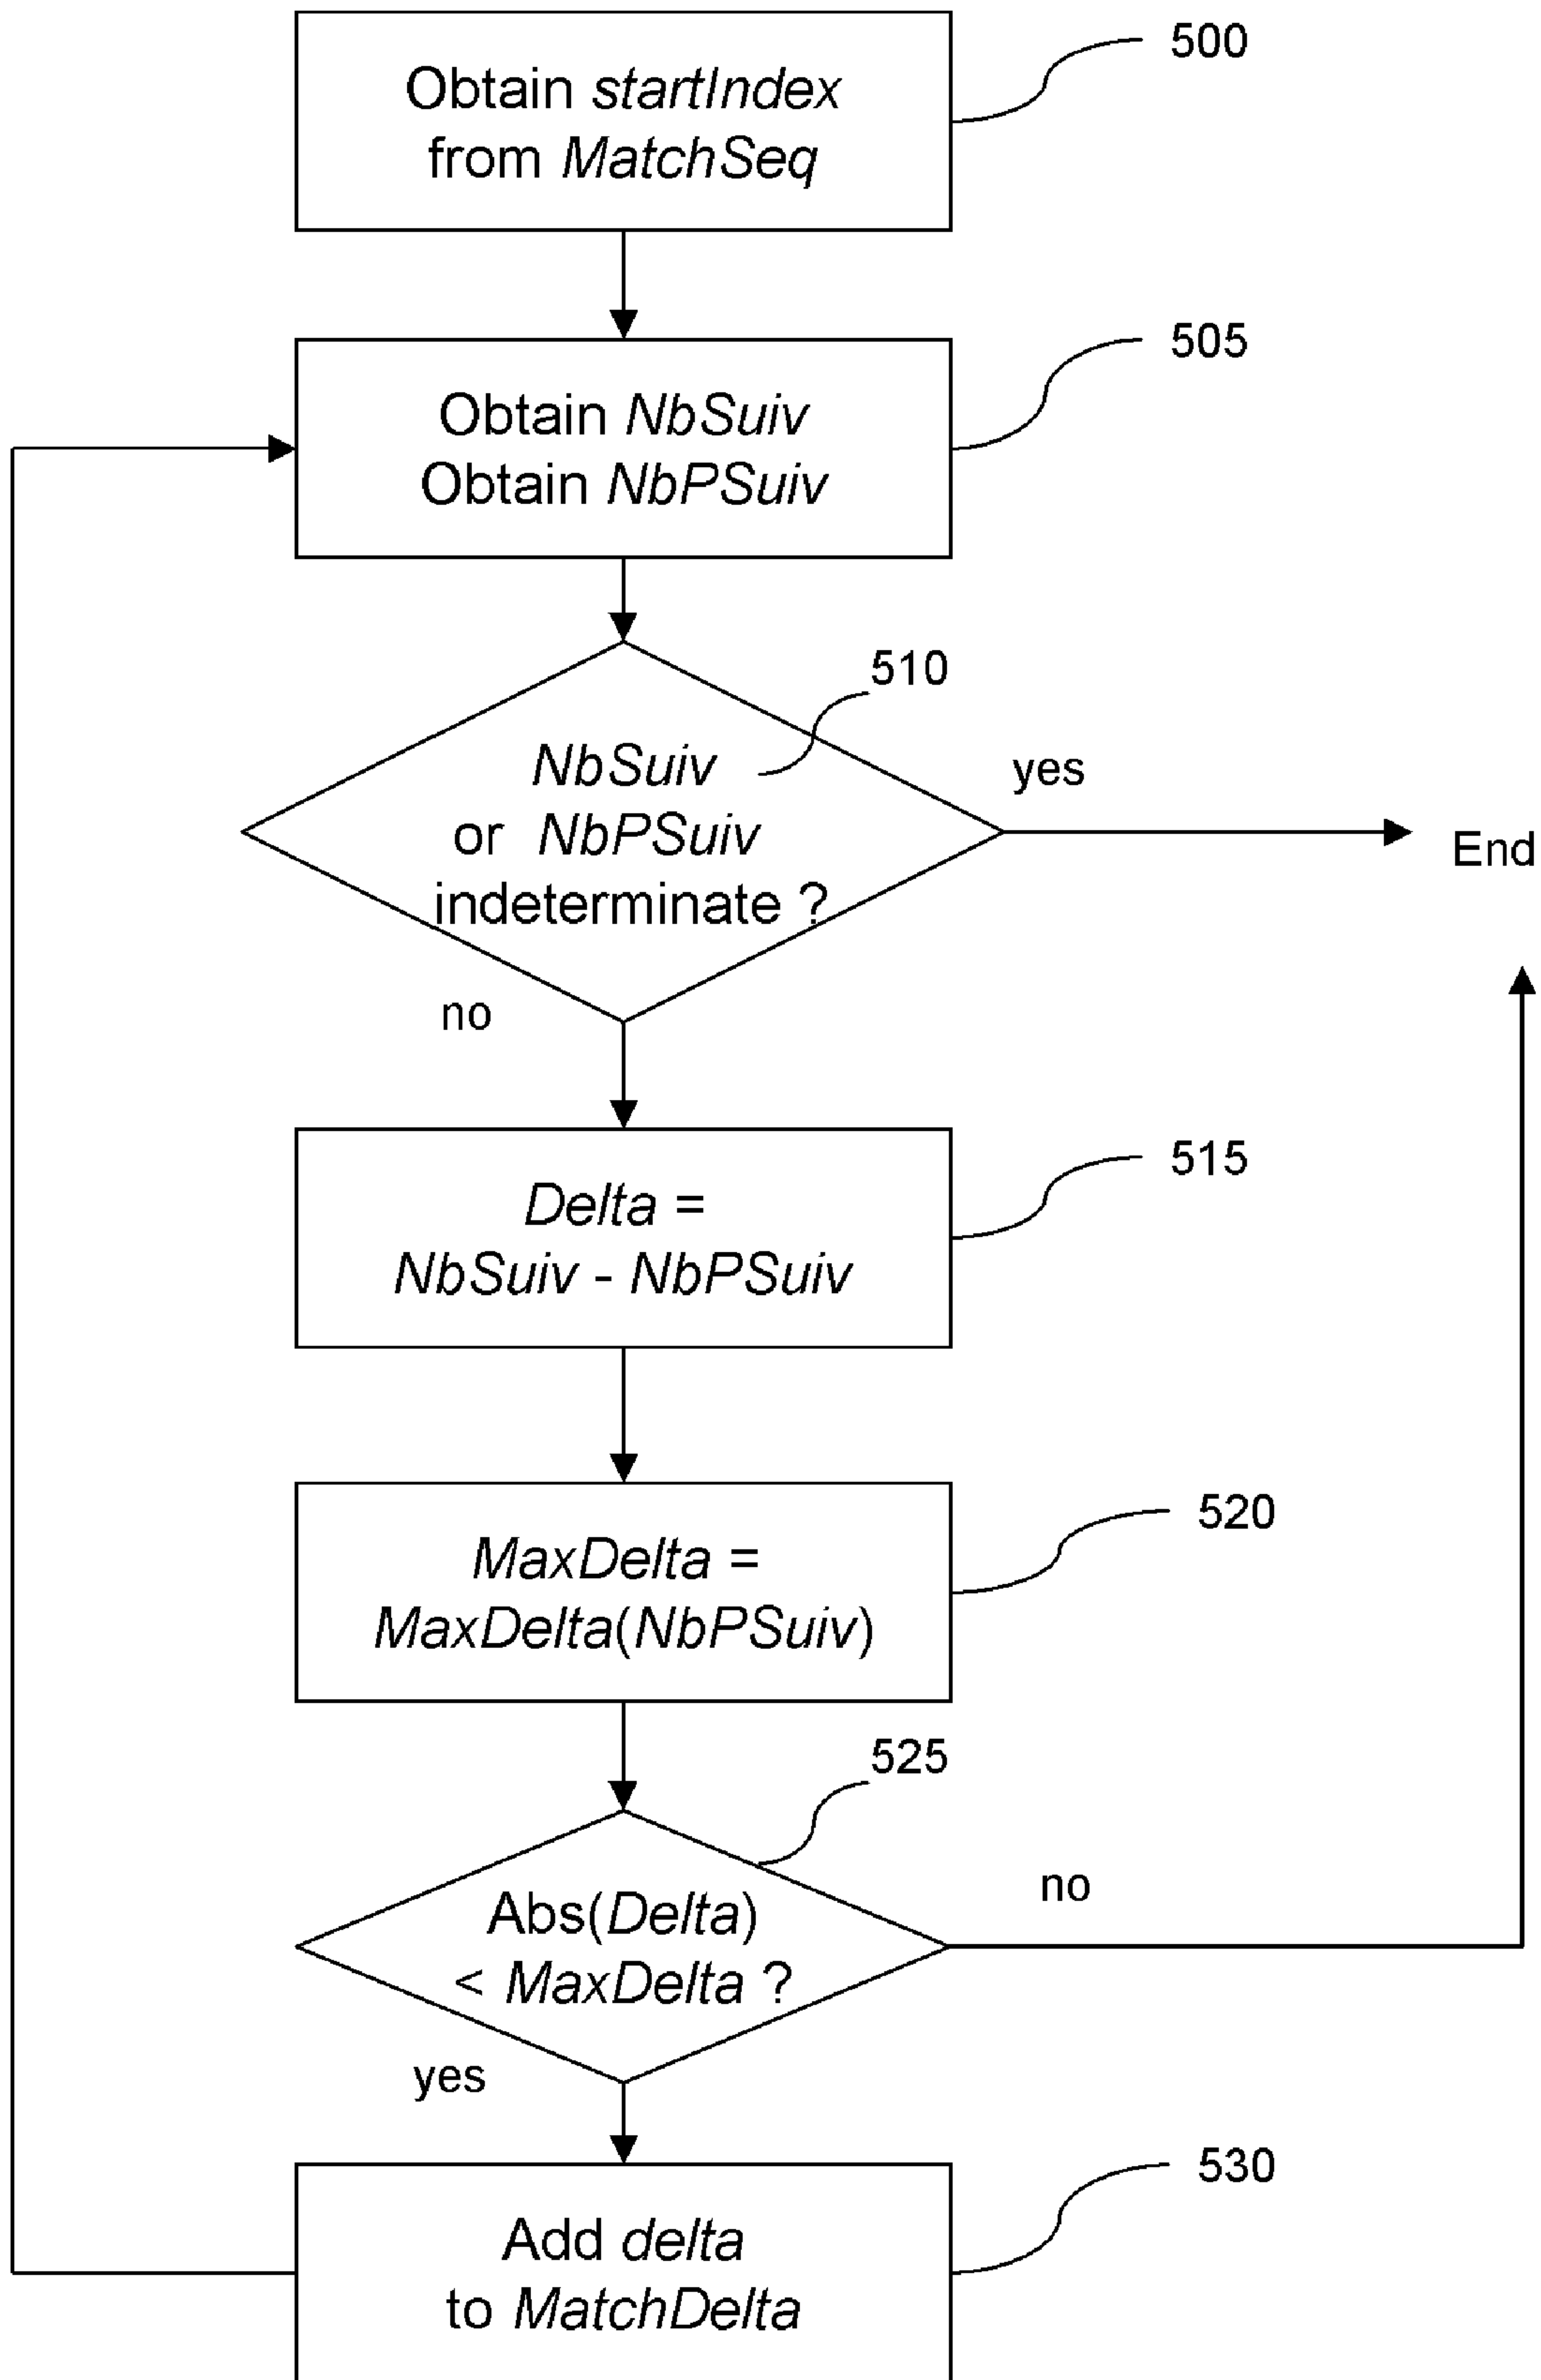 500
Obtain startIndex
from MatchSeq
505
Obtain NbSuiv
Obtain NbPSuiv
510
NbSuiv
or NbPSuiv
indeterminate ?
yes
End
no
515
Delta =
NbSuiv - NbPSuiv
520
MaxDelta =
MaxDelta(NbPSuiv)
525
Abs(Delta)
< MaxDelta ?
no
yes
530
Add delta
to MatchDelta